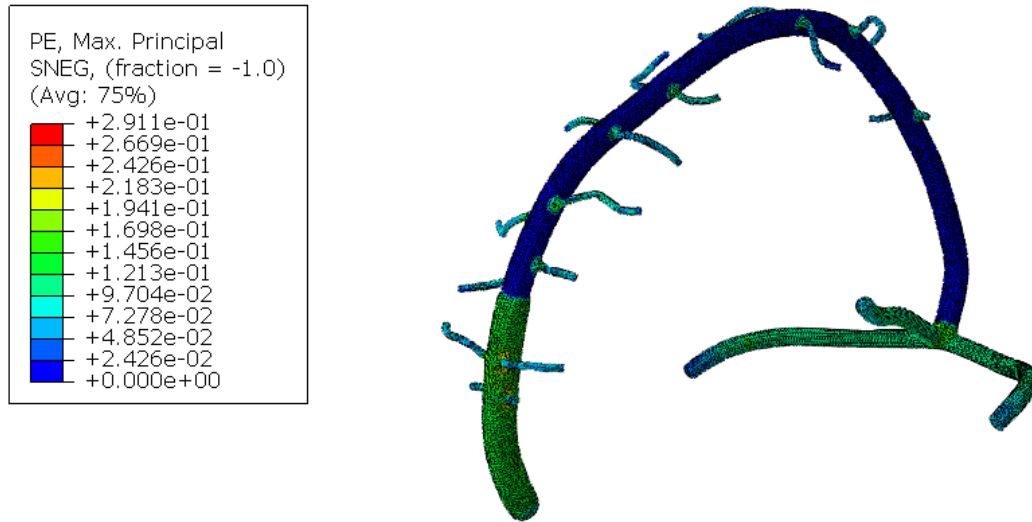 PE, Max. Principal
SNEG, (fraction = -1.0)
(Avg: 75%)
+2.911e-01
+2.669e-01
+2.426e-01
+2.183e-01
+1.941e-01
+1.698e-01
+1.456e-01
+1.213e-01
+9.704e-02
+7.278e-02
+4.852e-02
+2.426e-02
+0.000e+00